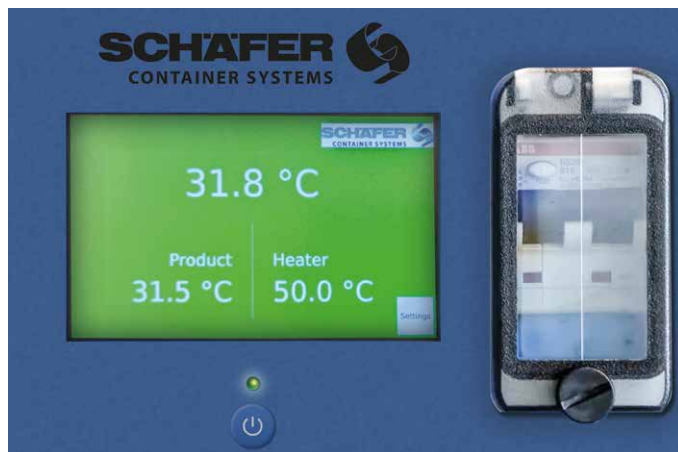 SCHÄFER
CONTAINER SYSTEMS
SCHÄFER
CONTAINER SYSTEMS
31.8 °C
Product
Heater
31.5 °C
50.0 °C
Settings